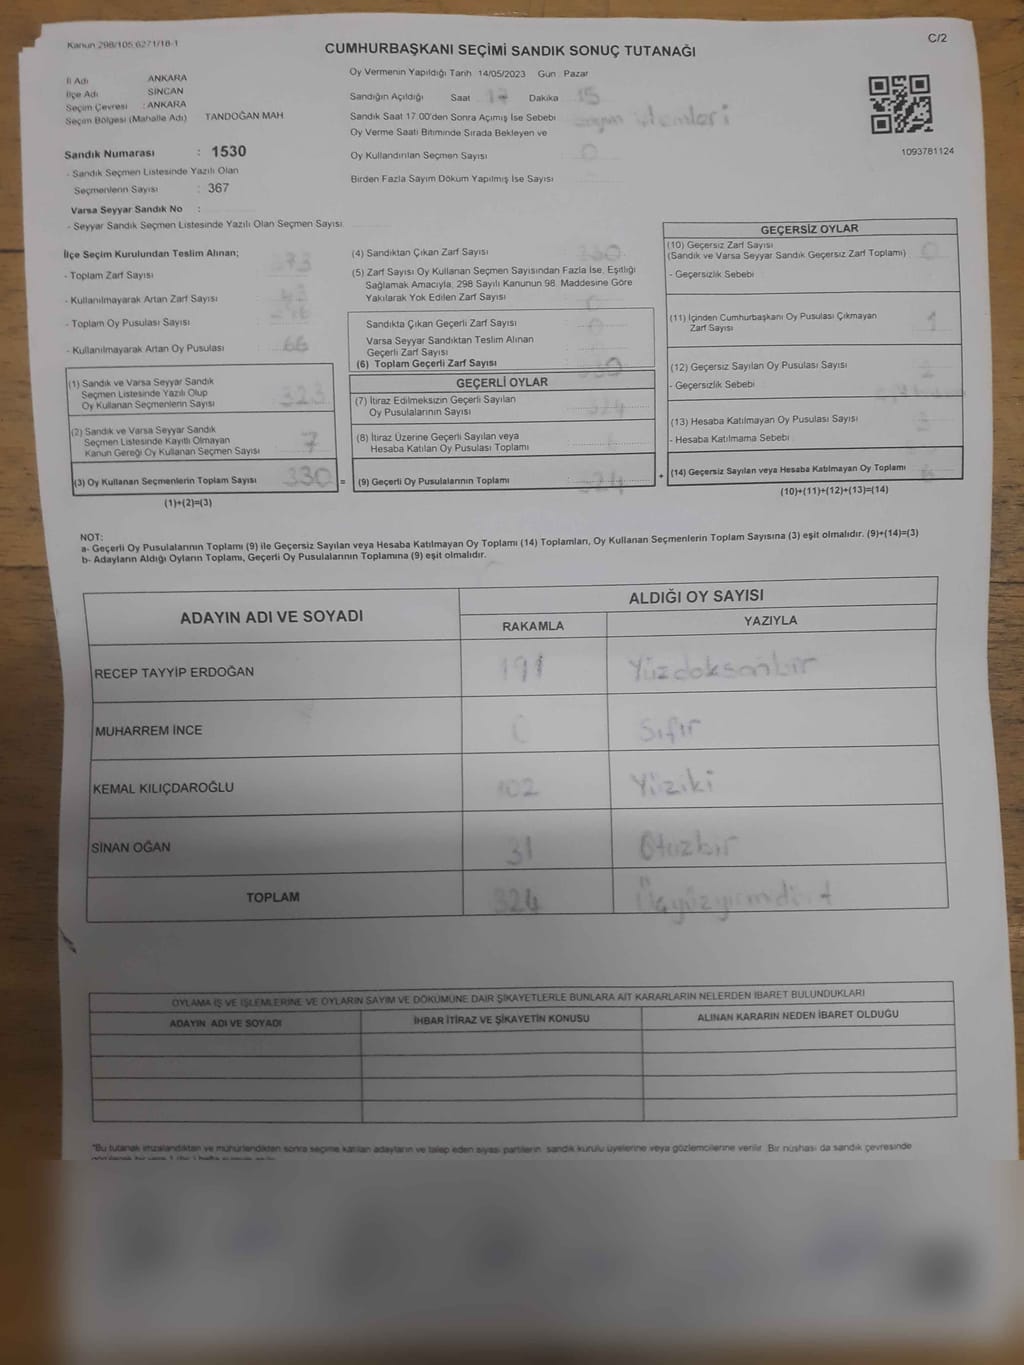 Kanun 298/105,6271/18-1
C/2
CUMHURBAŞKANI SEÇİMİ SANDIK SONUÇ TUTANAĞI
İl Adı ANKARA
İlçe Adı SİNCAN
Seçim Çevresi : ANKARA
Seçim Bölgesi (Mahalle Adı) TANDOĞAN MAH
Sandık Numarası : 1530
- Sandık Seçmen Listesinde Yazılı Olan
Seçmenlerin Sayısı : 367
Varsa Seyyar Sandık No :
- Seyyar Sandık Seçmen Listesinde Yazılı Olan Seçmen Sayısı:
Oy Vermenin Yapıldığı Tarih 14/05/2023 Gün : Pazar
Sandığın Açıldığı Saat 17 Dakika 15
Sandık Saat 17.00'den Sonra Açımış İse Sebebi işlemleri
Oy Verme Saati Bitiminde Sırada Bekleyen ve
Oy Kullandırılan Seçmen Sayısı : 0
Birden Fazla Sayım Döküm Yapılmış İse Sayısı :
1093781124
İlçe Seçim Kurulundan Teslim Alınan;
- Toplam Zarf Sayısı : 373
- Kullanılmayarak Artan Zarf Sayısı : 43
- Toplam Oy Pusulası Sayısı :
- Kullanılmayarak Artan Oy Pusulası : 66
(1) Sandık ve Varsa Seyyar Sandık
Seçmen Listesinde Yazılı Olup
Oy Kullanan Seçmenlerin Sayısı : 323
(2) Sandık ve Varsa Seyyar Sandık
Seçmen Listesinde Kayıtlı Olmayan
Kanun Gereği Oy Kullanan Seçmen Sayısı : 7
(3) Oy Kullanan Seçmenlerin Toplam Sayısı : 330 =
(1)+(2)=(3)
(4) Sandıktan Çıkan Zarf Sayısı : 330
(5) Zarf Sayısı Oy Kullanan Seçmen Sayısından Fazla İse, Eşitliği
Sağlamak Amacıyla, 298 Sayılı Kanunun 98. Maddesine Göre
Yakılarak Yok Edilen Zarf Sayısı : 0
Sandıkta Çıkan Geçerli Zarf Sayısı : 0
Varsa Seyyar Sandıktan Teslim Alınan
Geçerli Zarf Sayısı :
(6) Toplam Geçerli Zarf Sayısı : 330
GEÇERLİ OYLAR
(7) İtiraz Edilmeksizin Geçerli Sayılan
Oy Pusulalarının Sayısı : 324
(8) İtiraz Üzerine Geçerli Sayılan veya
Hesaba Katılan Oy Pusulası Toplamı :
(9) Geçerli Oy Pusulalarının Toplamı : 324 +
GEÇERSİZ OYLAR
(10) Geçersiz Zarf Sayısı
(Sandık ve Varsa Seyyar Sandık Geçersiz Zarf Toplamı) : 0
- Geçersizlik Sebebi
(11) İçinden Cumhurbaşkanı Oy Pusulası Çıkmayan
Zarf Sayısı : 1
(12) Geçersiz Sayılan Oy Pusulası Sayısı :
- Geçersizlik Sebebi
(13) Hesaba Katılmayan Oy Pusulası Sayısı :
- Hesaba Katılmama Sebebi
(14) Geçersiz Sayılan veya Hesaba Katılmayan Oy Toplamı : 6
(10)+(11)+(12)+(13)=(14)
NOT:
a- Geçerli Oy Pusulalarının Toplamı (9) ile Geçersiz Sayılan veya Hesaba Katılmayan Oy Toplamı (14) Toplamları, Oy Kullanan Seçmenlerin Toplam Sayısına (3) eşit olmalıdır. (9)+(14)=(3)
b- Adayların Aldığı Oyların Toplamı, Geçerli Oy Pusulalarının Toplamına (9) eşit olmalıdır.
ADAYIN ADI VE SOYADI ALDIĞI OY SAYISI
RAKAMLA YAZIYLA
RECEP TAYYİP ERDOĞAN 191 Yüzdoksanbir
MUHARREM İNCE 0 Sıfır
KEMAL KILIÇDAROĞLU 102 Yüziki
SİNAN OĞAN 31 Otuzbir
TOPLAM 324 Üçyüzyirmidört
OYLAMA İŞ VE İŞLEMLERİNE VE OYLARIN SAYIM VE DÖKÜMÜNE DAİR ŞİKAYETLERLE BUNLARA AİT KARARLARIN NELERDEN İBARET BULUNDUKLARI
ADAYIN ADI VE SOYADI İHBAR İTİRAZ VE ŞİKAYETİN KONUSU ALINAN KARARIN NEDEN İBARET OLDUĞU
*Bu tutanak imzalandıktan ve mühürlendikten sonra seçime katılan adayların ve talep eden siyasi partilerin sandık kurulu üyelerine veya gözlemcilerine verilir. Bir nüshası da sandık çevresinde